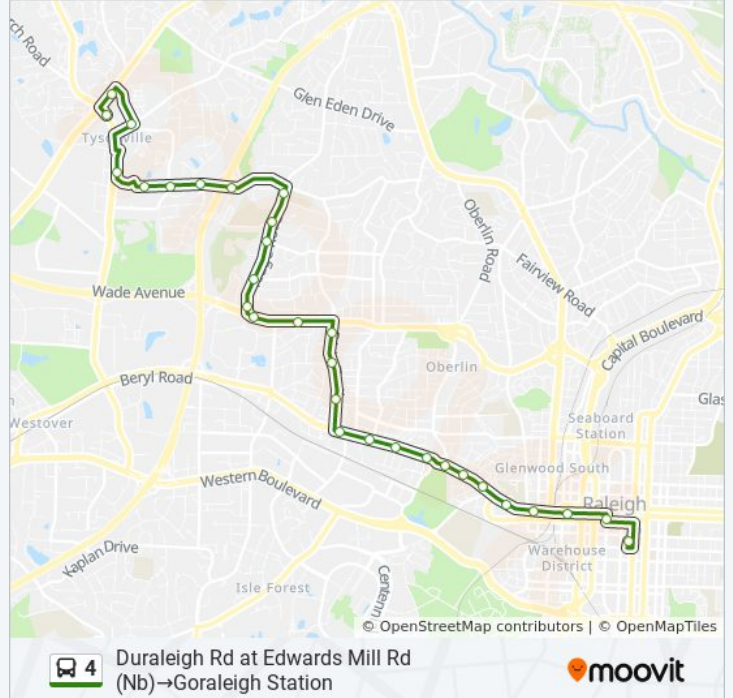 rch Road
Glen Eden Drive
Oberlin Road
Fairview Road
Wade Avenue
Capital Boulevard
Oberlin
Beryl Road
Glas
Westover
Seaboard
Station
Glenwood South
Western Boulevard
Raleigh
Warehouse
District
Kaplan Drive
Isle Forest
Centenn
© OpenStreetMap contributors | © OpenMapTiles
4
Duraleigh Rd at Edwards Mill Rd
(Nb)→Goraleigh Station
moovit